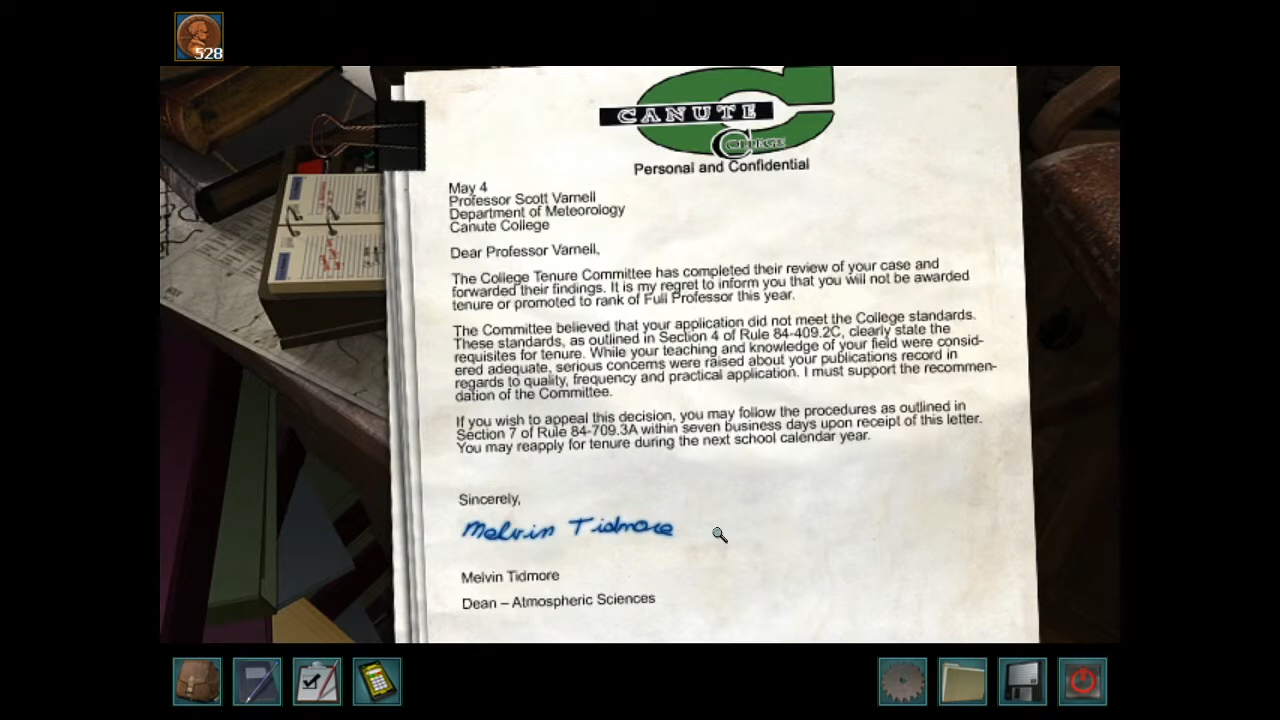 528
CANUTE
COLLEGE
Personal and Confidential
May 4
Professor Scott Varnell
Department of Meteorology
Canute College
Dear Professor Varnell,
The College Tenure Committee has completed their review of your case and
forwarded their findings. It is my regret to inform you that you will not be awarded
tenure or promoted to rank of Full Professor this year.
The Committee believed that your application did not meet the College standards.
These standards, as outlined in Section 4 of Rule 84-409.2C, clearly state the
requisites for tenure. While your teaching and knowledge of your field were consid-
ered adequate, serious concerns were raised about your publications record in
regards to quality, frequency and practical application. I must support the recommen-
dation of the Committee.
If you wish to appeal this decision, you may follow the procedures as outlined in
Section 7 of Rule 84-709.3A within seven business days upon receipt of this letter.
You may reapply for tenure during the next school calendar year.
Sincerely,
Melvin Tidmore
Melvin Tidmore
Dean – Atmospheric Sciences